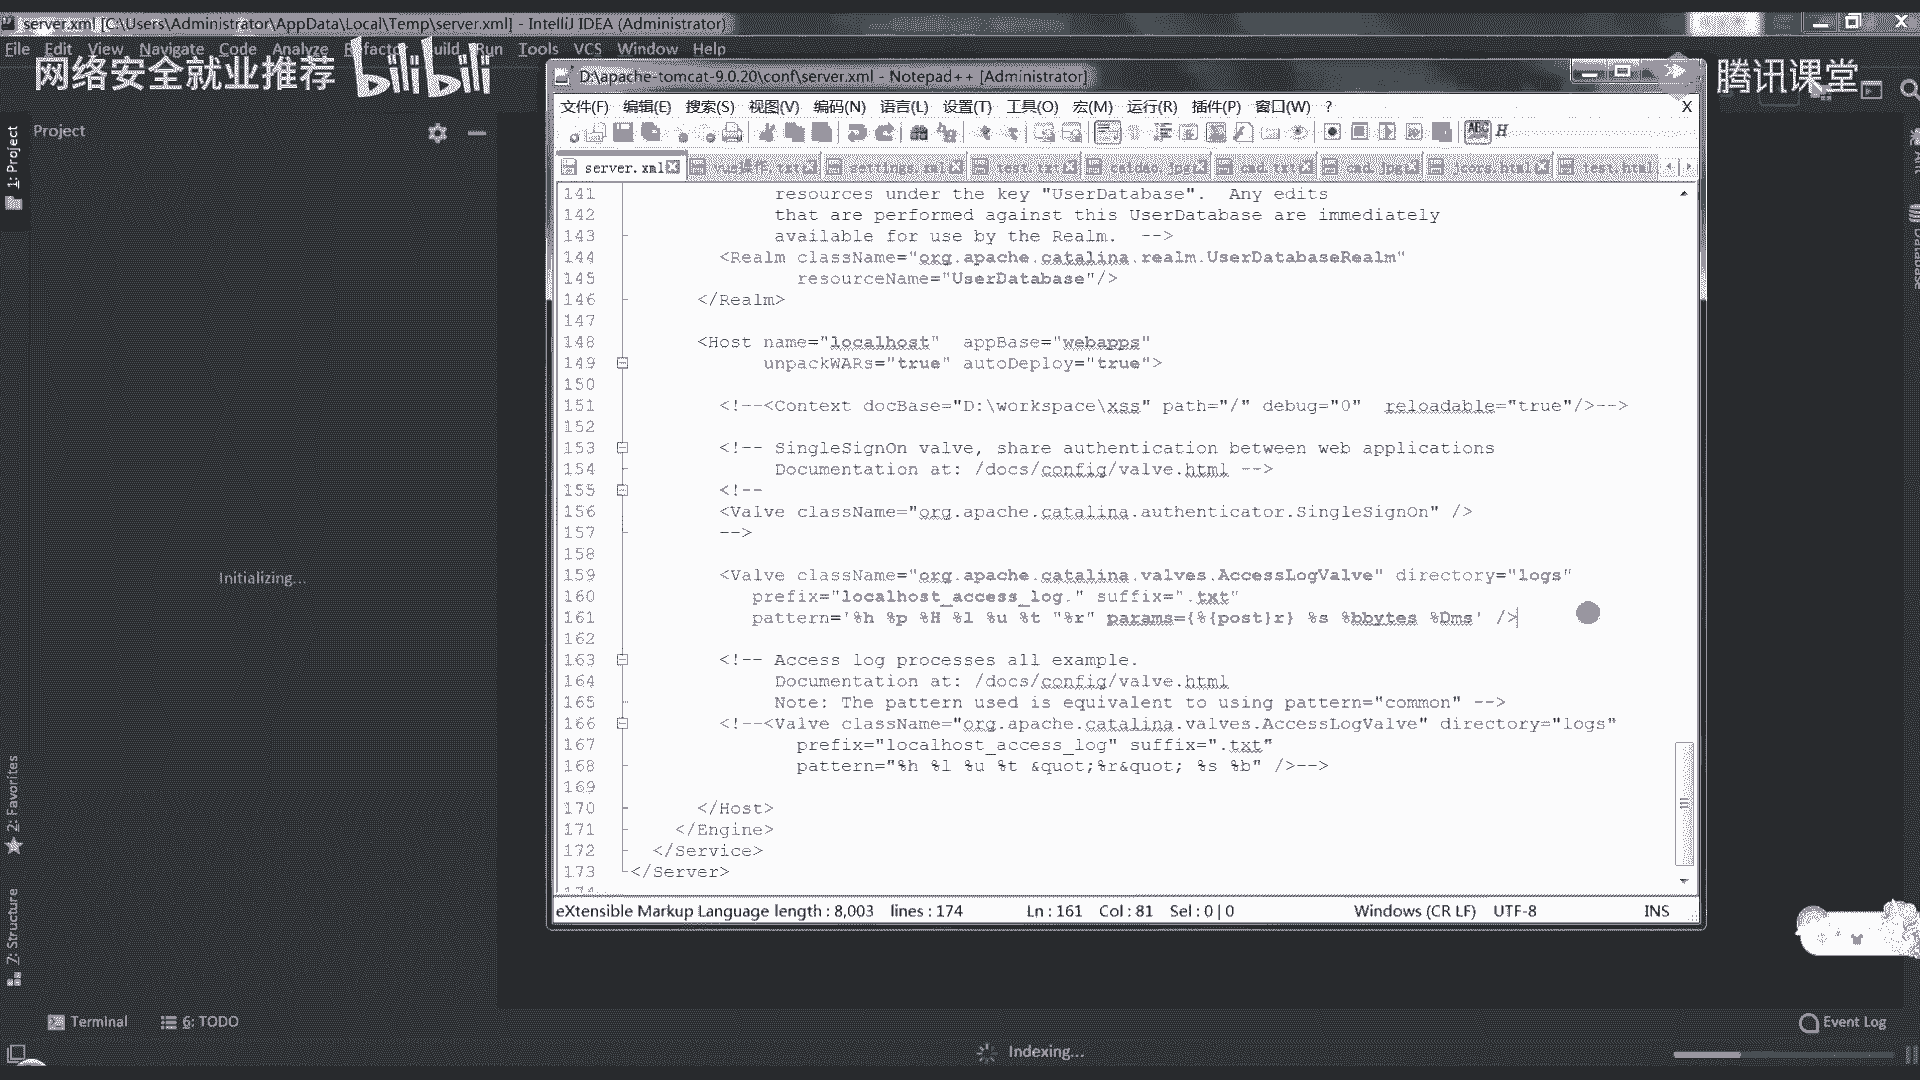 server.xml [C:\Users\Administrator\AppData\Local\Temp\server.xml] - IntelliJ IDEA (Administrator)
File Edit View Navigate Code Analyze Refactor Build Run Tools VCS Window Help
网络安全就业推荐 bilibili
腾讯课堂
Project
1: Project
Initializing...
2: Favorites
7: Structure
Database
D:\apache-tomcat-9.0.20\conf\server.xml - Notepad++ [Administrator]
文件(F) 编辑(E) 搜索(S) 视图(V) 编码(N) 语言(L) 设置(T) 工具(O) 宏(M) 运行(R) 插件(P) 窗口(W) ? X
server.xml settings.xml test.txt cmd.txt cmd.jpg test.html
141 resources under the key "UserDatabase".  Any edits
142 that are performed against this UserDatabase are immediately
143 available for use by the Realm.  -->
144 <Realm className="org.apache.catalina.realm.UserDatabaseRealm"
145 resourceName="UserDatabase"/>
146 </Realm>
147
148 <Host name="localhost"  appBase="webapps"
149 unpackWARs="true" autoDeploy="true">
150
151 <!--<Context docBase="D:\workspace\xss" path="/" debug="0"  reloadable="true"/>-->
152
153 <!-- SingleSignOn valve, share authentication between web applications
154 Documentation at: /docs/config/valve.html -->
155 <!--
156 <Valve className="org.apache.catalina.authenticator.SingleSignOn" />
157 -->
158
159 <Valve className="org.apache.catalina.valves.AccessLogValve" directory="logs"
160 prefix="localhost_access_log." suffix=".txt"
161 pattern='%h %p %H %l %u %t "%r" params={%{post}r} %s %bbytes %Dms' />
162
163 <!-- Access log processes all example.
164 Documentation at: /docs/config/valve.html
165 Note: The pattern used is equivalent to using pattern="common" -->
166 <!--<Valve className="org.apache.catalina.valves.AccessLogValve" directory="logs"
167 prefix="localhost_access_log" suffix=".txt"
168 pattern="%h %l %u %t &quot;%r&quot; %s %b" />-->
169
170 </Host>
171 </Engine>
172 </Service>
173 </Server>
174
eXtensible Markup Language length : 8,003 lines : 174 Ln : 161 Col : 81 Sel : 0 | 0 Windows (CR LF) UTF-8 INS
Terminal 6: TODO Event Log
Indexing...